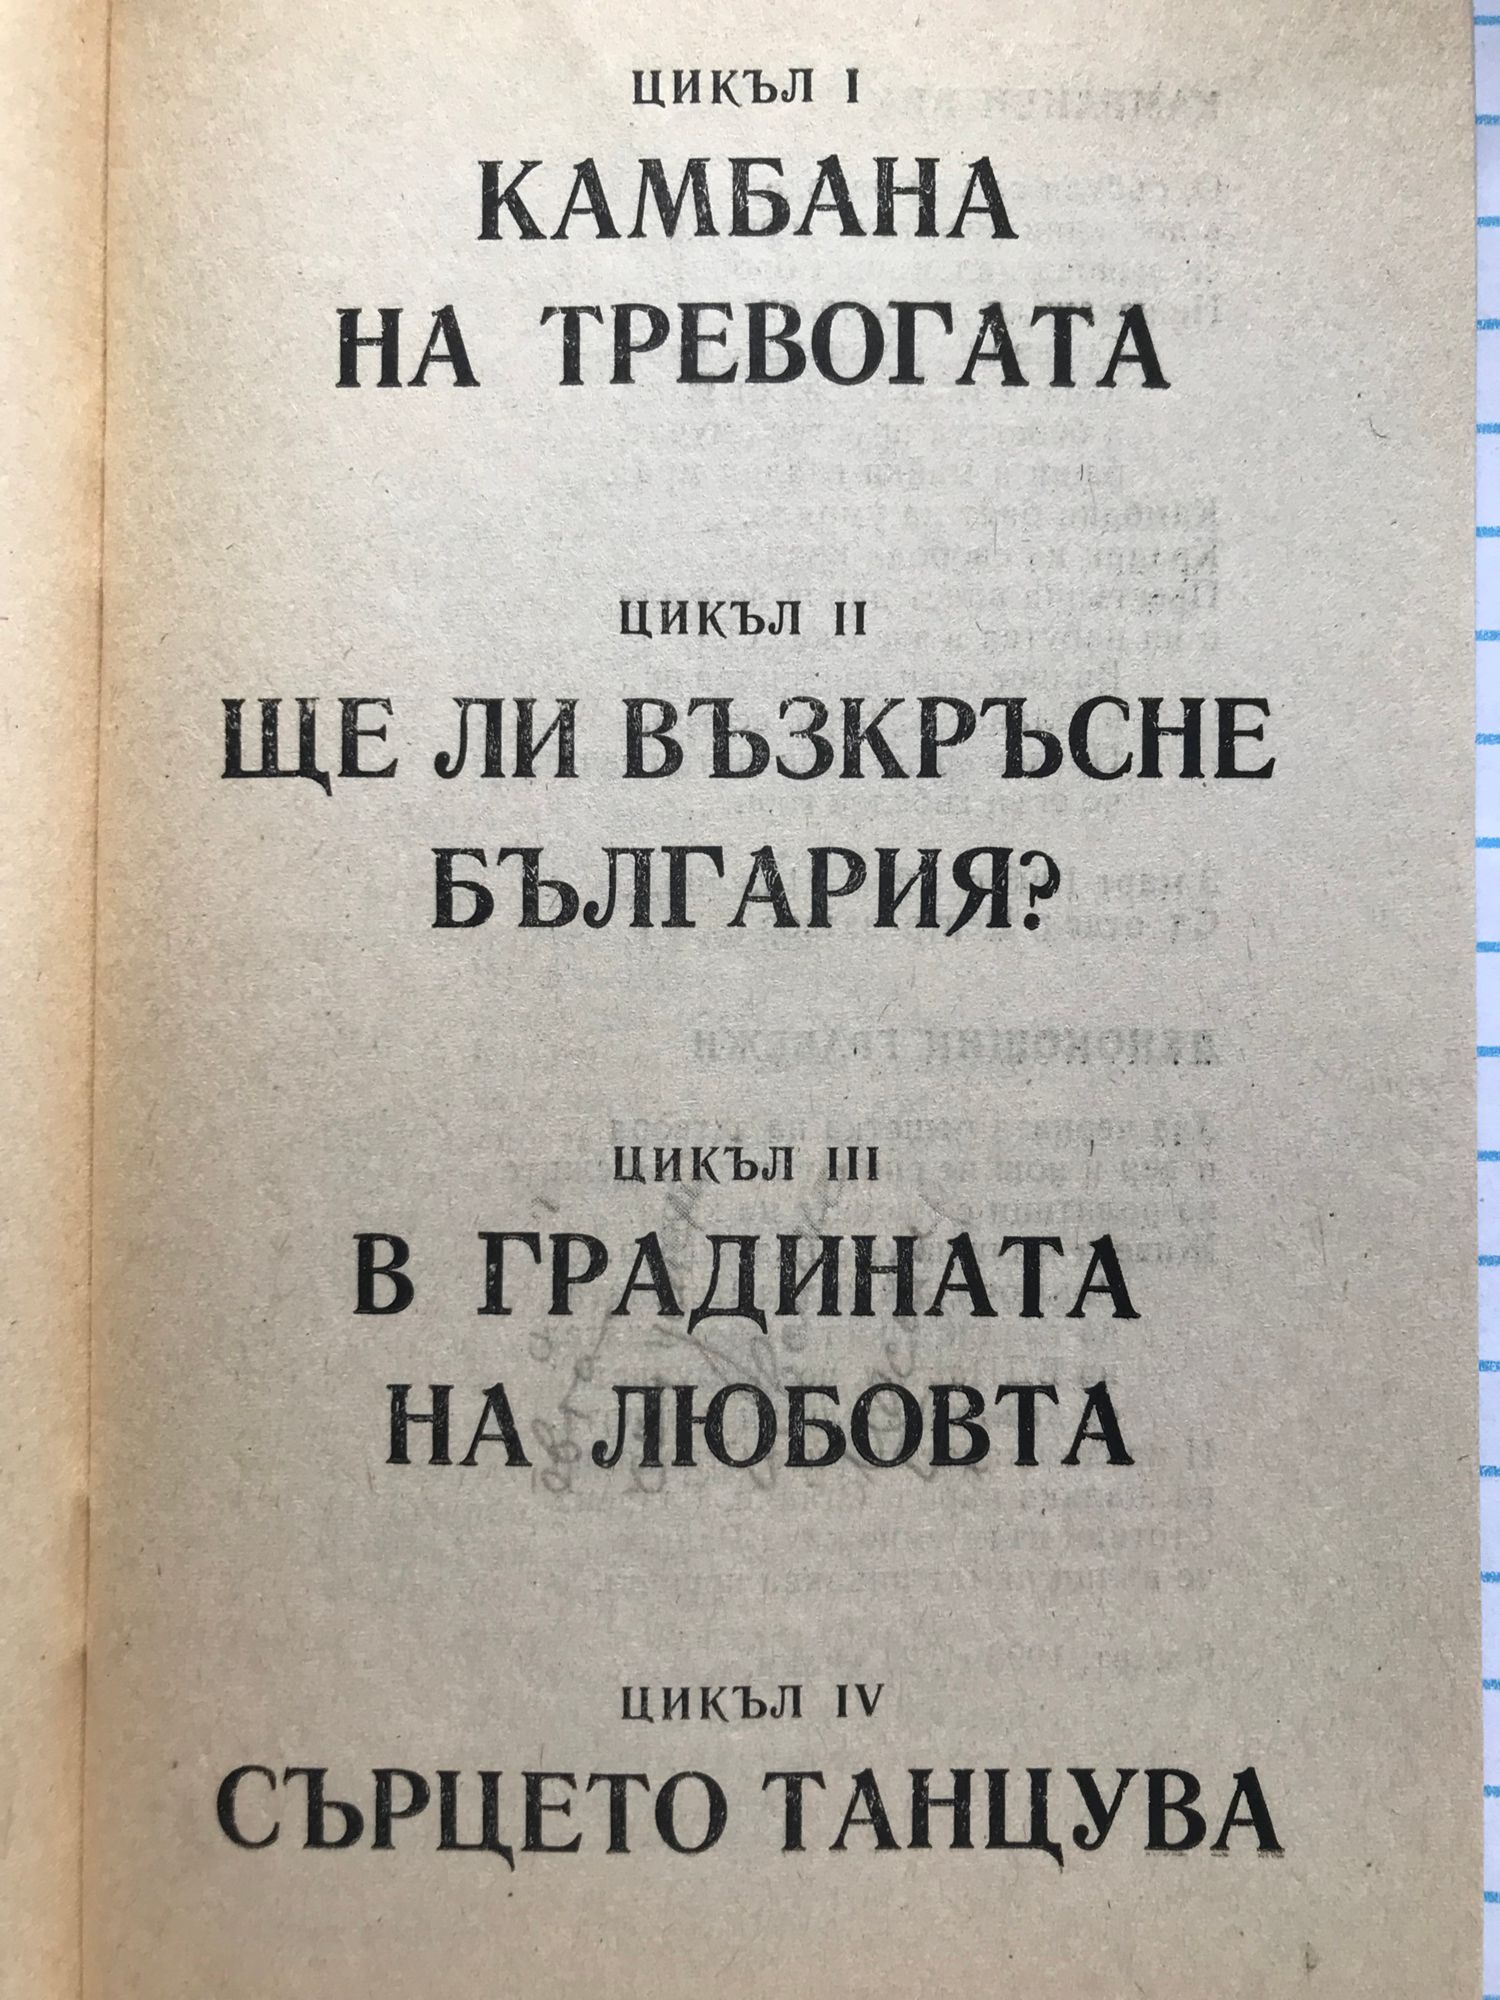 ЦИКЪЛ I
КАМБАНА
НА ТРЕВОГАТА
ЦИКЪЛ II
ЩЕ ЛИ ВЪЗКРЪСНЕ
БЪЛГАРИЯ?
ЦИКЪЛ III
В ГРАДИНАТА
НА ЛЮБОВТА
ЦИКЪЛ IV
СЪРЦЕТО ТАНЦУВА